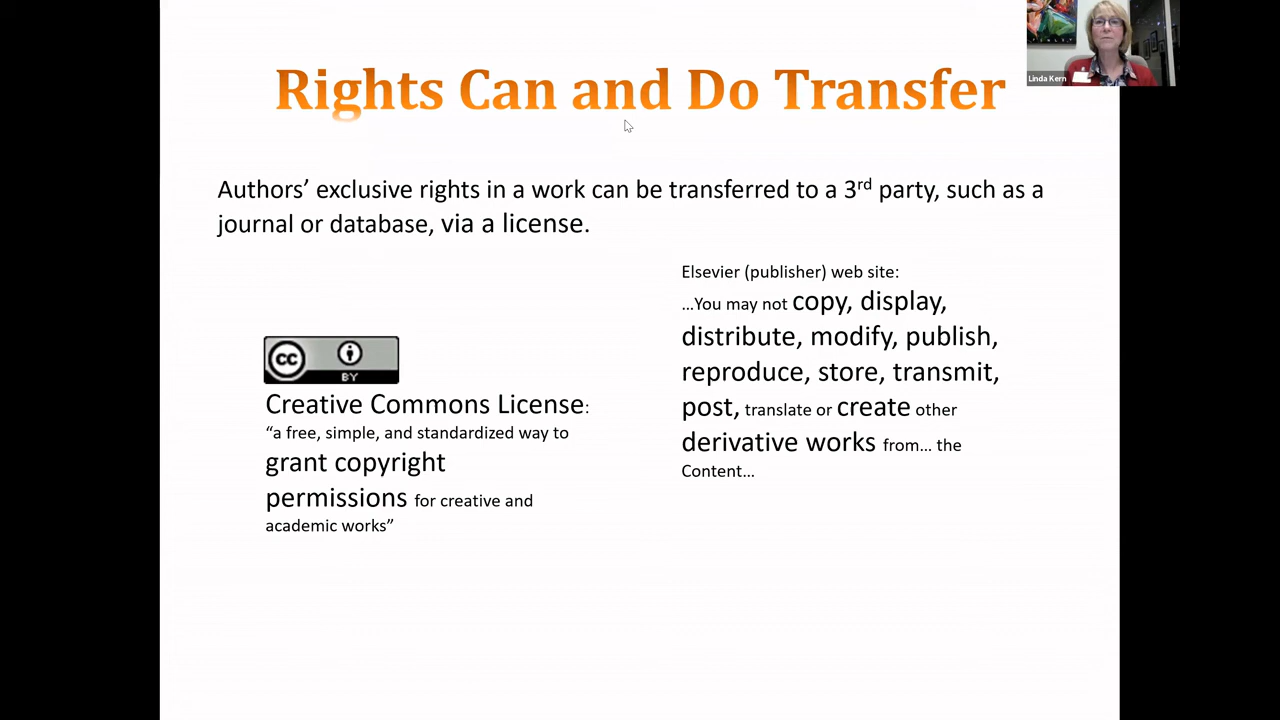 Rights Can and Do Transfer
Linda Kern
Authors’ exclusive rights in a work can be transferred to a 3rd party, such as a
journal or database, via a license.
CC BY
Creative Commons License:
“a free, simple, and standardized way to
grant copyright
permissions for creative and
academic works”
Elsevier (publisher) web site:
…You may not copy, display,
distribute, modify, publish,
reproduce, store, transmit,
post, translate or create other
derivative works from… the
Content…